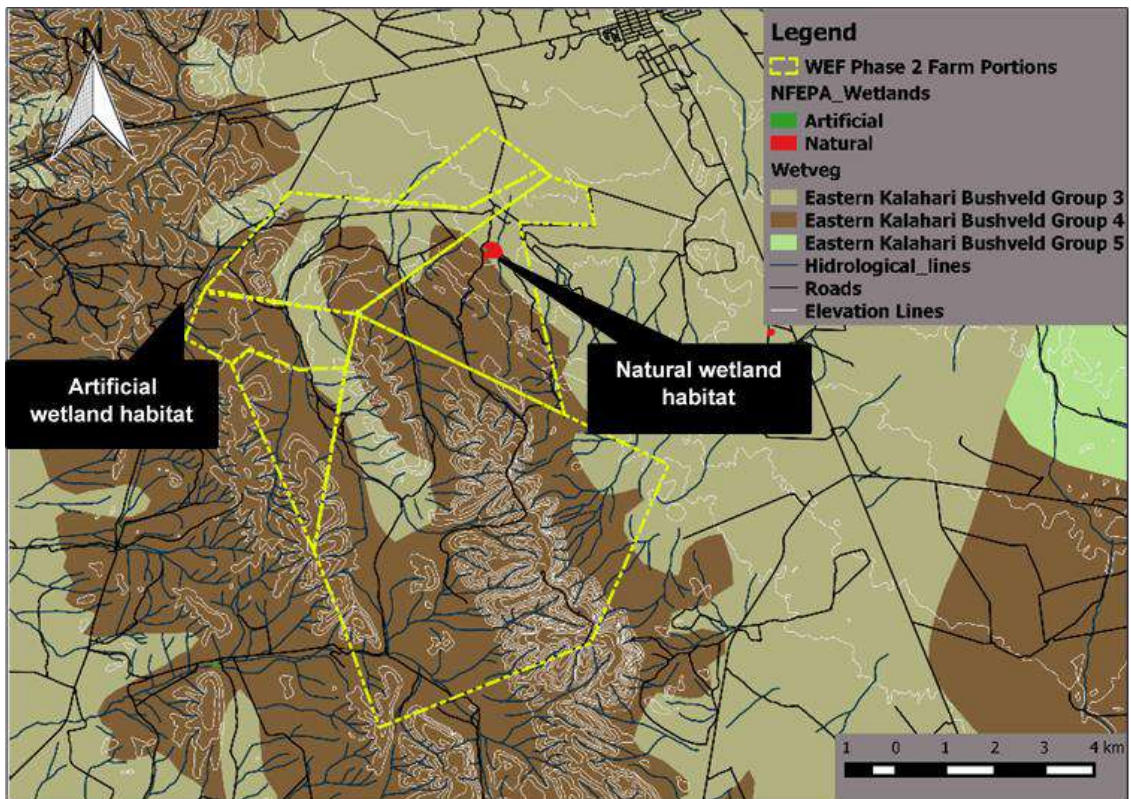 N
Legend
WEF Phase 2 Farm Portions
NFEPA_Wetlands
Artificial
Natural
Wetveg
Eastern Kalahari Bushveld Group 3
Eastern Kalahari Bushveld Group 4
Eastern Kalahari Bushveld Group 5
Hidrological_lines
Roads
Elevation Lines
Artificial
wetland habitat
Natural wetland
habitat
1 0 1 2 3 4 km